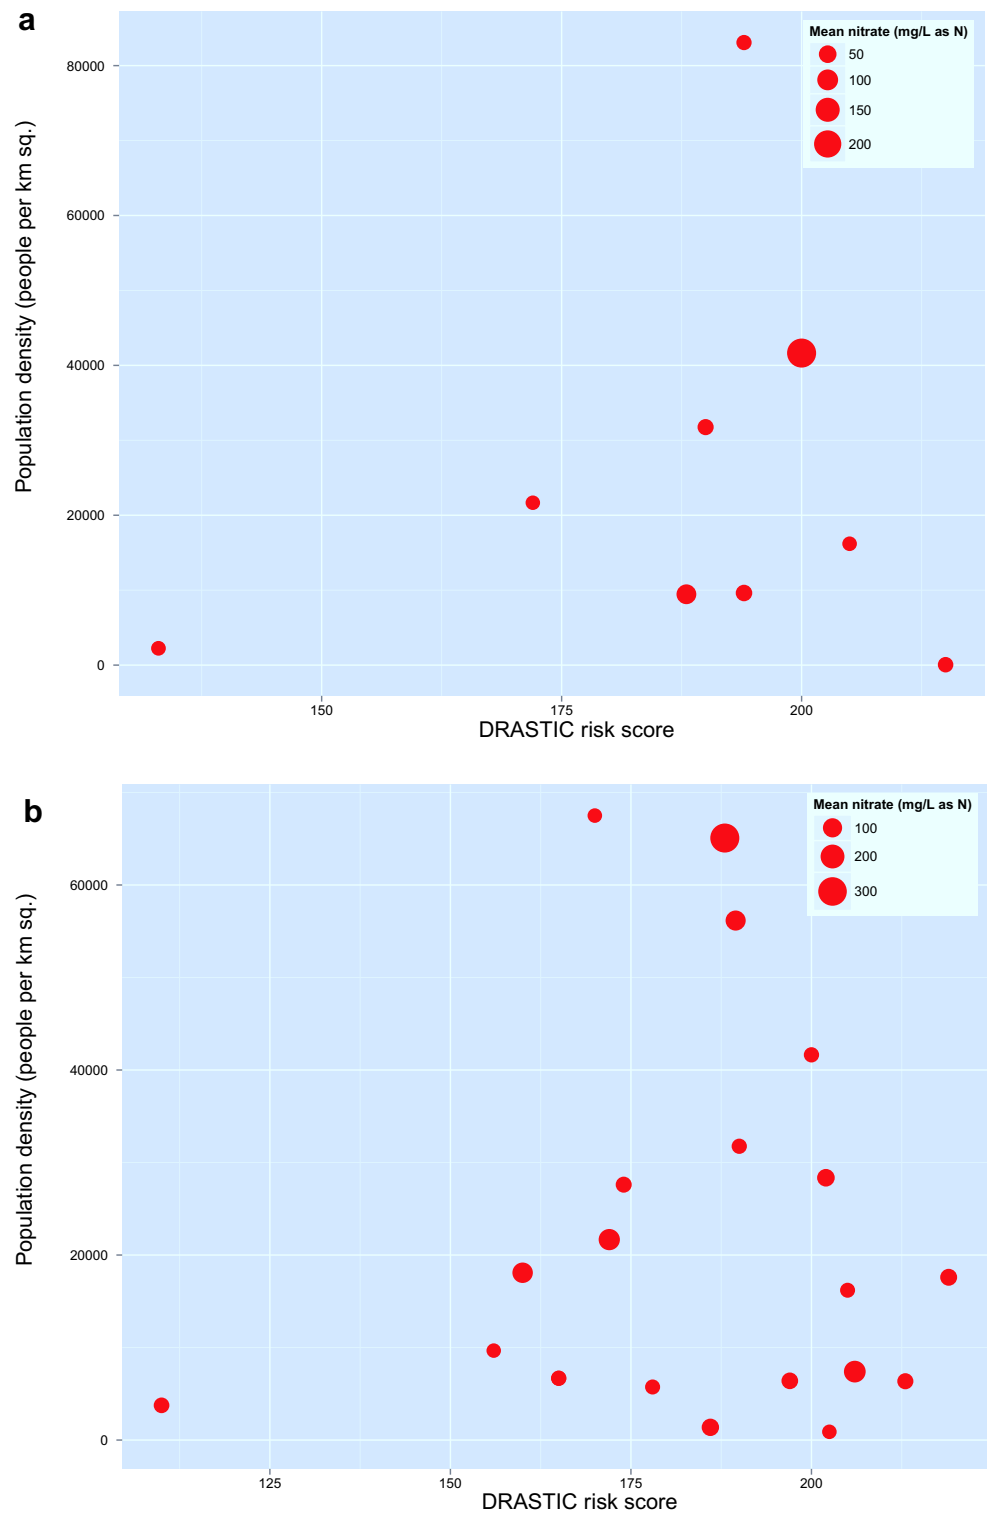 a
Mean nitrate (mg/L as N)
50
100
150
200
Population density (people per km sq.)
80000
60000
40000
20000
0
150
175
200
DRASTIC risk score
b
Mean nitrate (mg/L as N)
100
200
300
Population density (people per km sq.)
60000
40000
20000
0
125
150
175
200
DRASTIC risk score